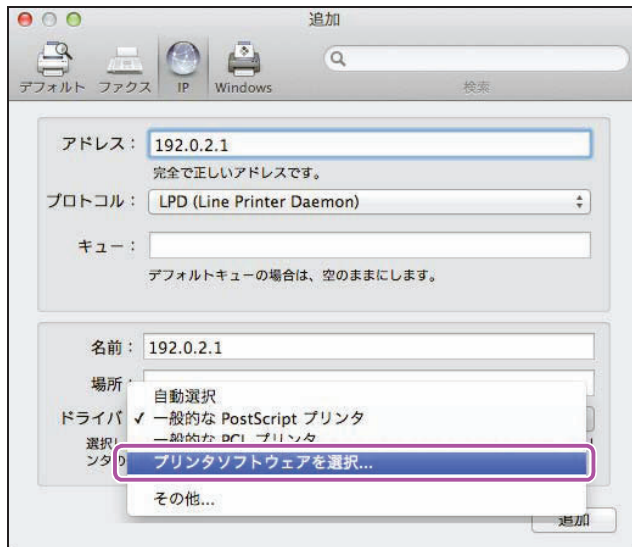 追加
デフォルト ファクス IP Windows 検索
アドレス： 192.0.2.1
完全で正しいアドレスです。
プロトコル： LPD (Line Printer Daemon)
キュー：
デフォルトキューの場合は、空のままにします。
名前： 192.0.2.1
場所：
自動選択
ドライバ ✓ 一般的な PostScript プリンタ
選択し 一般的な PCL プリンタ
ンタの プリンタソフトウェアを選択...
その他...
追加